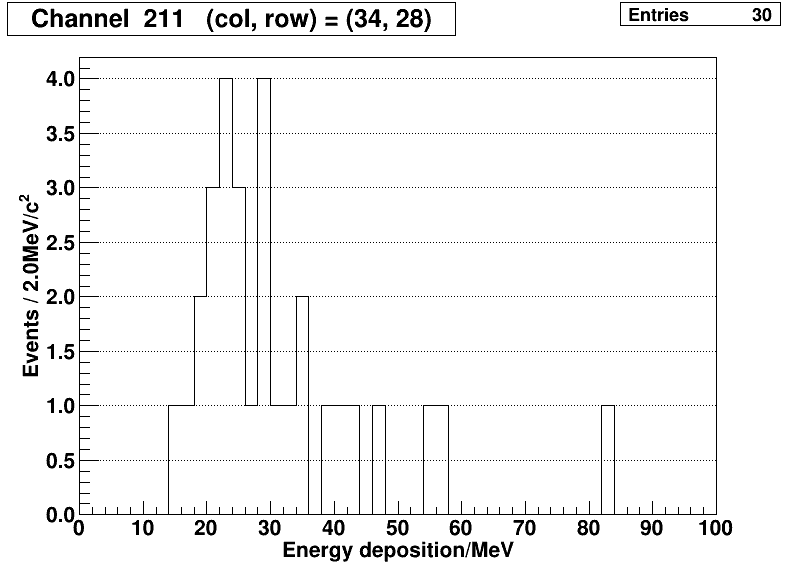 Channel 211 (col, row) = (34, 28)
Entries 30
Events / 2.0MeV/c²
4.0
3.5
3.0
2.5
2.0
1.5
1.0
0.5
0.0
0 10 20 30 40 50 60 70 80 90 100
Energy deposition/MeV